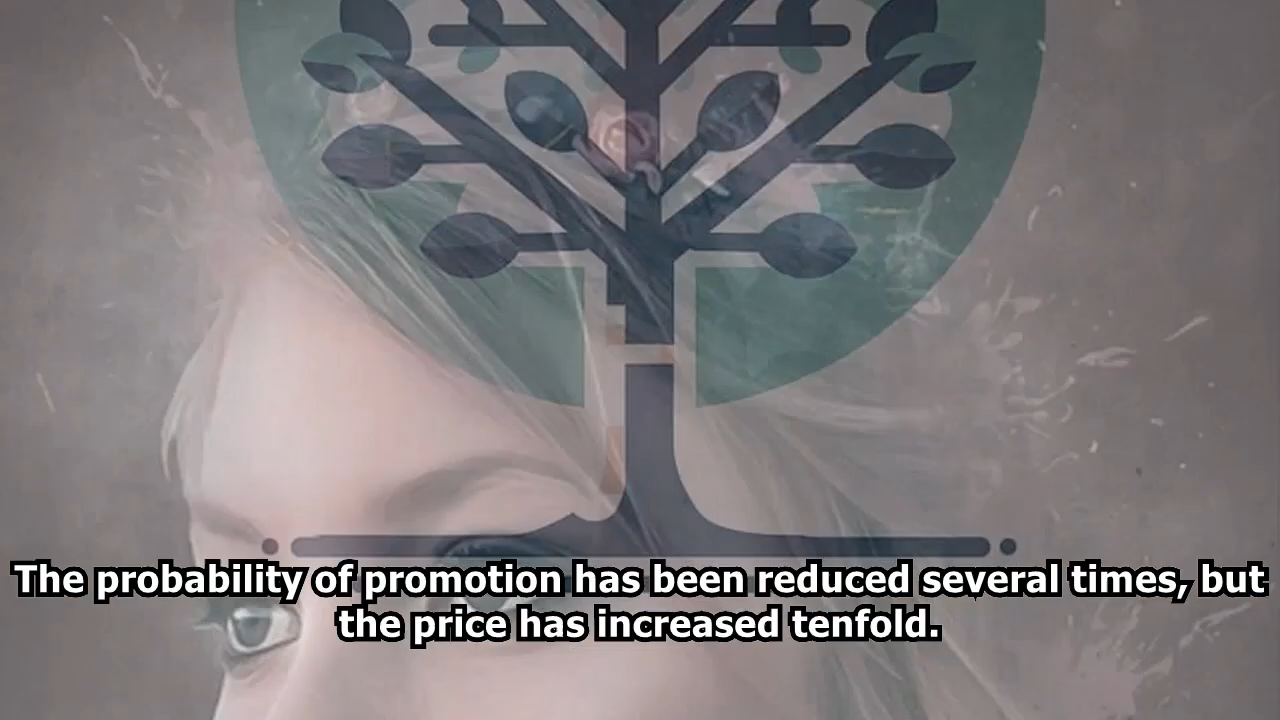 The probability of promotion has been reduced several times, but
the price has increased tenfold.